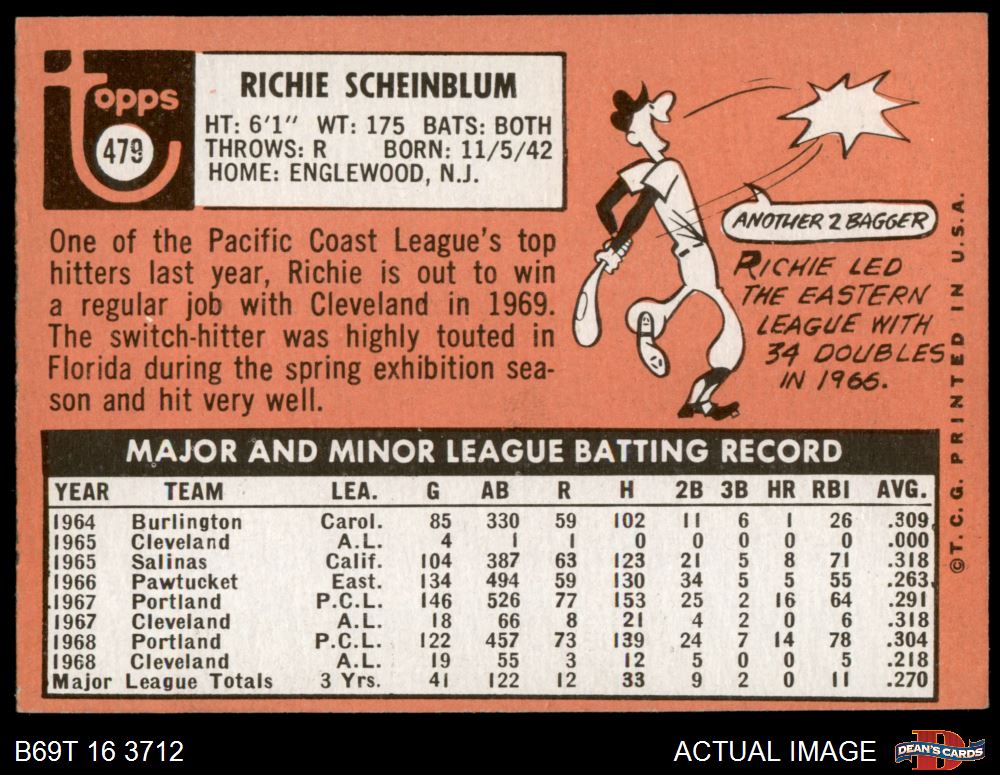 topps
479
RICHIE SCHEINBLUM
HT: 6'1" WT: 175 BATS: BOTH
THROWS: R BORN: 11/5/42
HOME: ENGLEWOOD, N.J.
One of the Pacific Coast League's top
hitters last year, Richie is out to win
a regular job with Cleveland in 1969.
The switch-hitter was highly touted in
Florida during the spring exhibition sea-
son and hit very well.
ANOTHER 2 BAGGER
RICHIE LED
THE EASTERN
LEAGUE WITH
34 DOUBLES
IN 1966.
©T.C.G. PRINTED IN U.S.A.
MAJOR AND MINOR LEAGUE BATTING RECORD
YEAR TEAM LEA. G AB R H 2B 3B HR RBI AVG.
1964 Burlington Carol. 85 330 59 102 11 6 1 26 .309
1965 Cleveland A.L. 4 1 1 0 0 0 0 0 .000
1965 Salinas Calif. 104 387 63 123 21 5 8 71 .318
1966 Pawtucket East. 134 494 59 130 34 5 5 55 .263
1967 Portland P.C.L. 146 526 77 153 25 2 16 64 .291
1967 Cleveland A.L. 18 66 8 21 4 2 0 6 .318
1968 Portland P.C.L. 122 457 73 139 24 7 14 78 .304
1968 Cleveland A.L. 19 55 3 12 5 0 0 5 .218
Major League Totals 3 Yrs. 41 122 12 33 9 2 0 11 .270
B69T 16 3712
ACTUAL IMAGE
DEAN'S CARDS